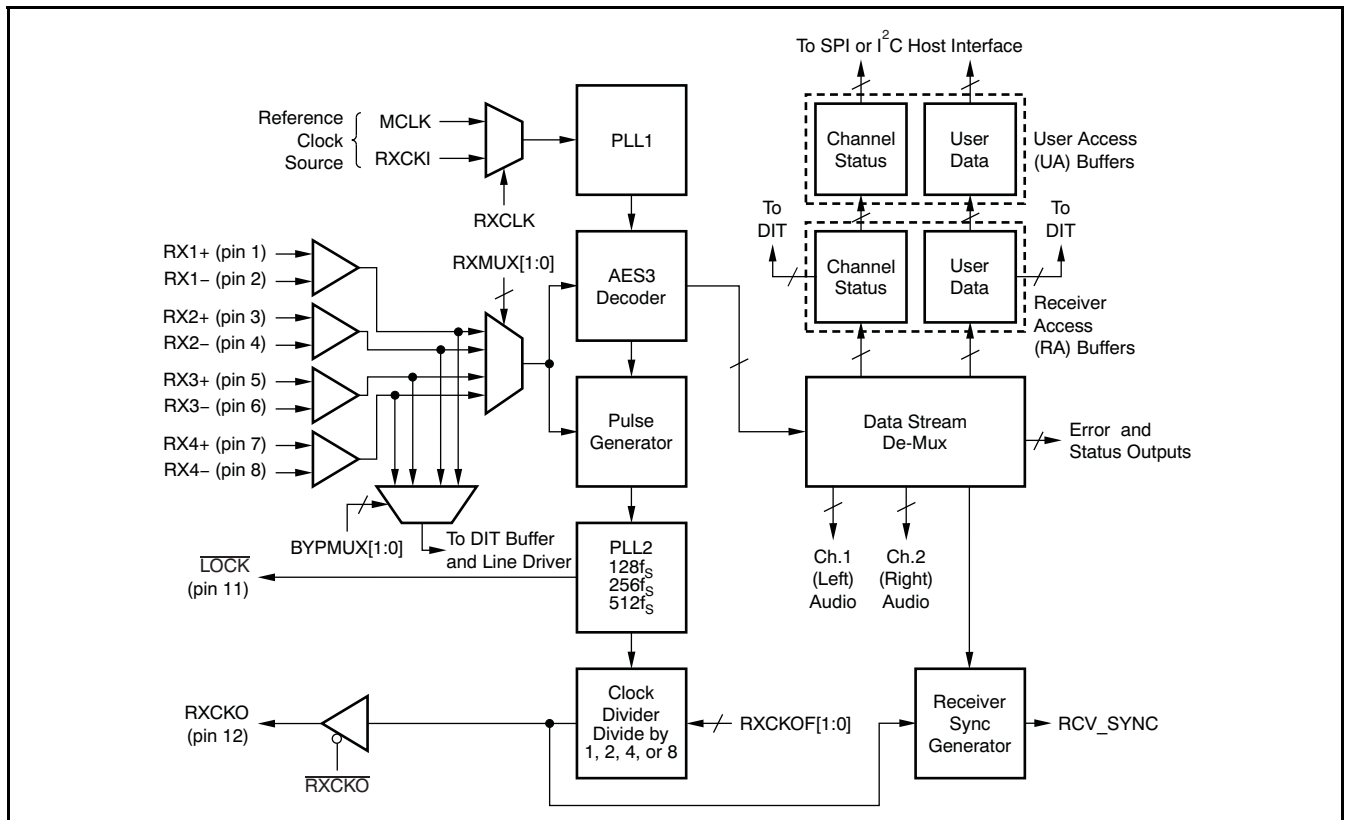 To SPI or I2C Host Interface
Reference
Clock
Source
MCLK
RXCKI
RXCLK
PLL1
Channel
Status
User
Data
User Access
(UA) Buffers
To
DIT
Channel
Status
User
Data
To
DIT
Receiver
Access
(RA) Buffers
RX1+ (pin 1)
RX1− (pin 2)
RX2+ (pin 3)
RX2− (pin 4)
RX3+ (pin 5)
RX3− (pin 6)
RX4+ (pin 7)
RX4− (pin 8)
RXMUX[1:0]
AES3
Decoder
Pulse
Generator
Data Stream
De-Mux
Error and
Status Outputs
BYPMUX[1:0]
To DIT Buffer
and Line Driver
LOCK
(pin 11)
PLL2
128fS
256fS
512fS
Ch.1
(Left)
Audio
Ch.2
(Right)
Audio
RXCKO
(pin 12)
RXCKO
Clock
Divider
Divide by
1, 2, 4, or 8
RXCKOF[1:0]
Receiver
Sync
Generator
RCV_SYNC